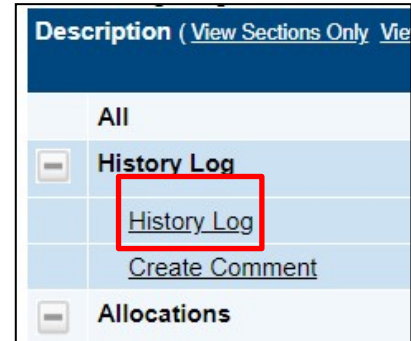 Description ( View Sections Only Vie
All
History Log
History Log
Create Comment
Allocations